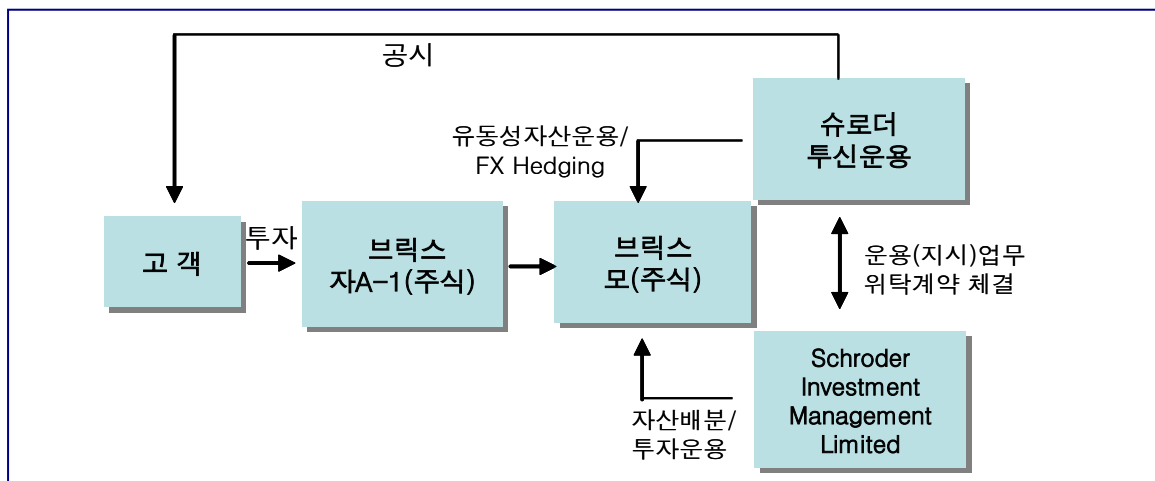 공시
슈로더
투신운용
유동성자산운용/
FX Hedging
고 객
투자
브릭스
자A-1(주식)
브릭스
모(주식)
운용(지시)업무
위탁계약 체결
자산배분/
투자운용
Schroder
Investment
Management
Limited